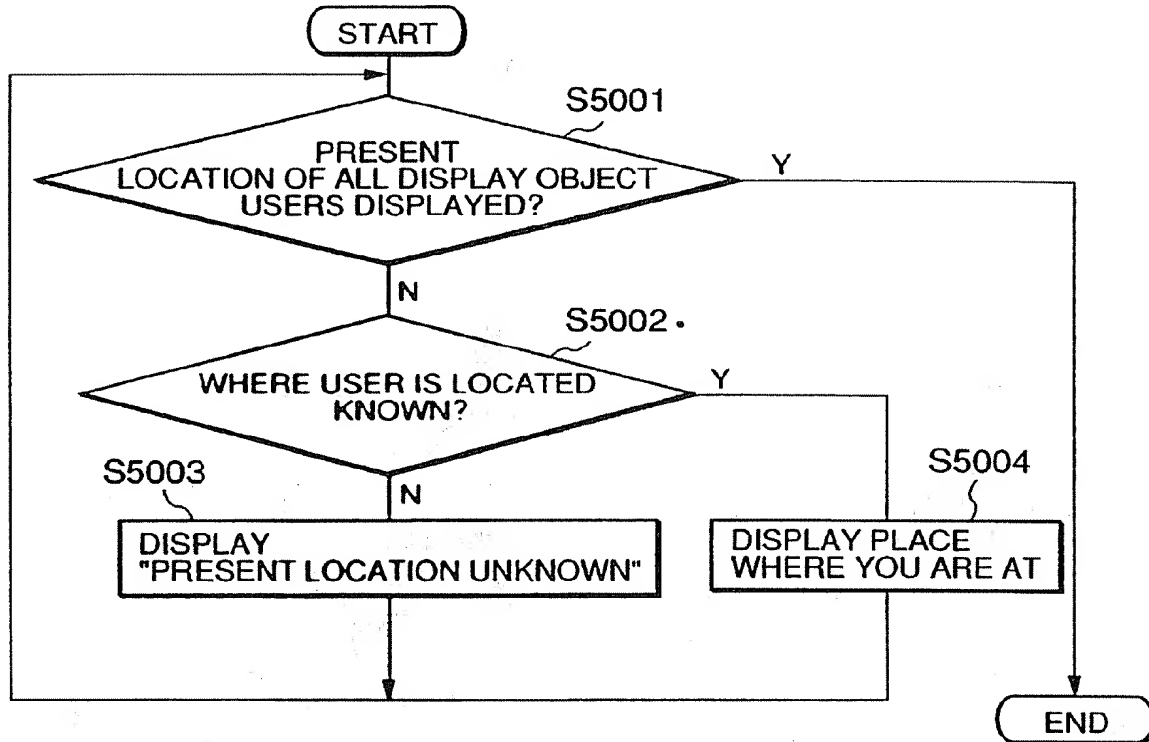 START
S5001
PRESENT
LOCATION OF ALL DISPLAY OBJECT
USERS DISPLAYED?
Y
N
S5002
WHERE USER IS LOCATED
KNOWN?
Y
N
S5003
DISPLAY
"PRESENT LOCATION UNKNOWN"
S5004
DISPLAY PLACE
WHERE YOU ARE AT
END